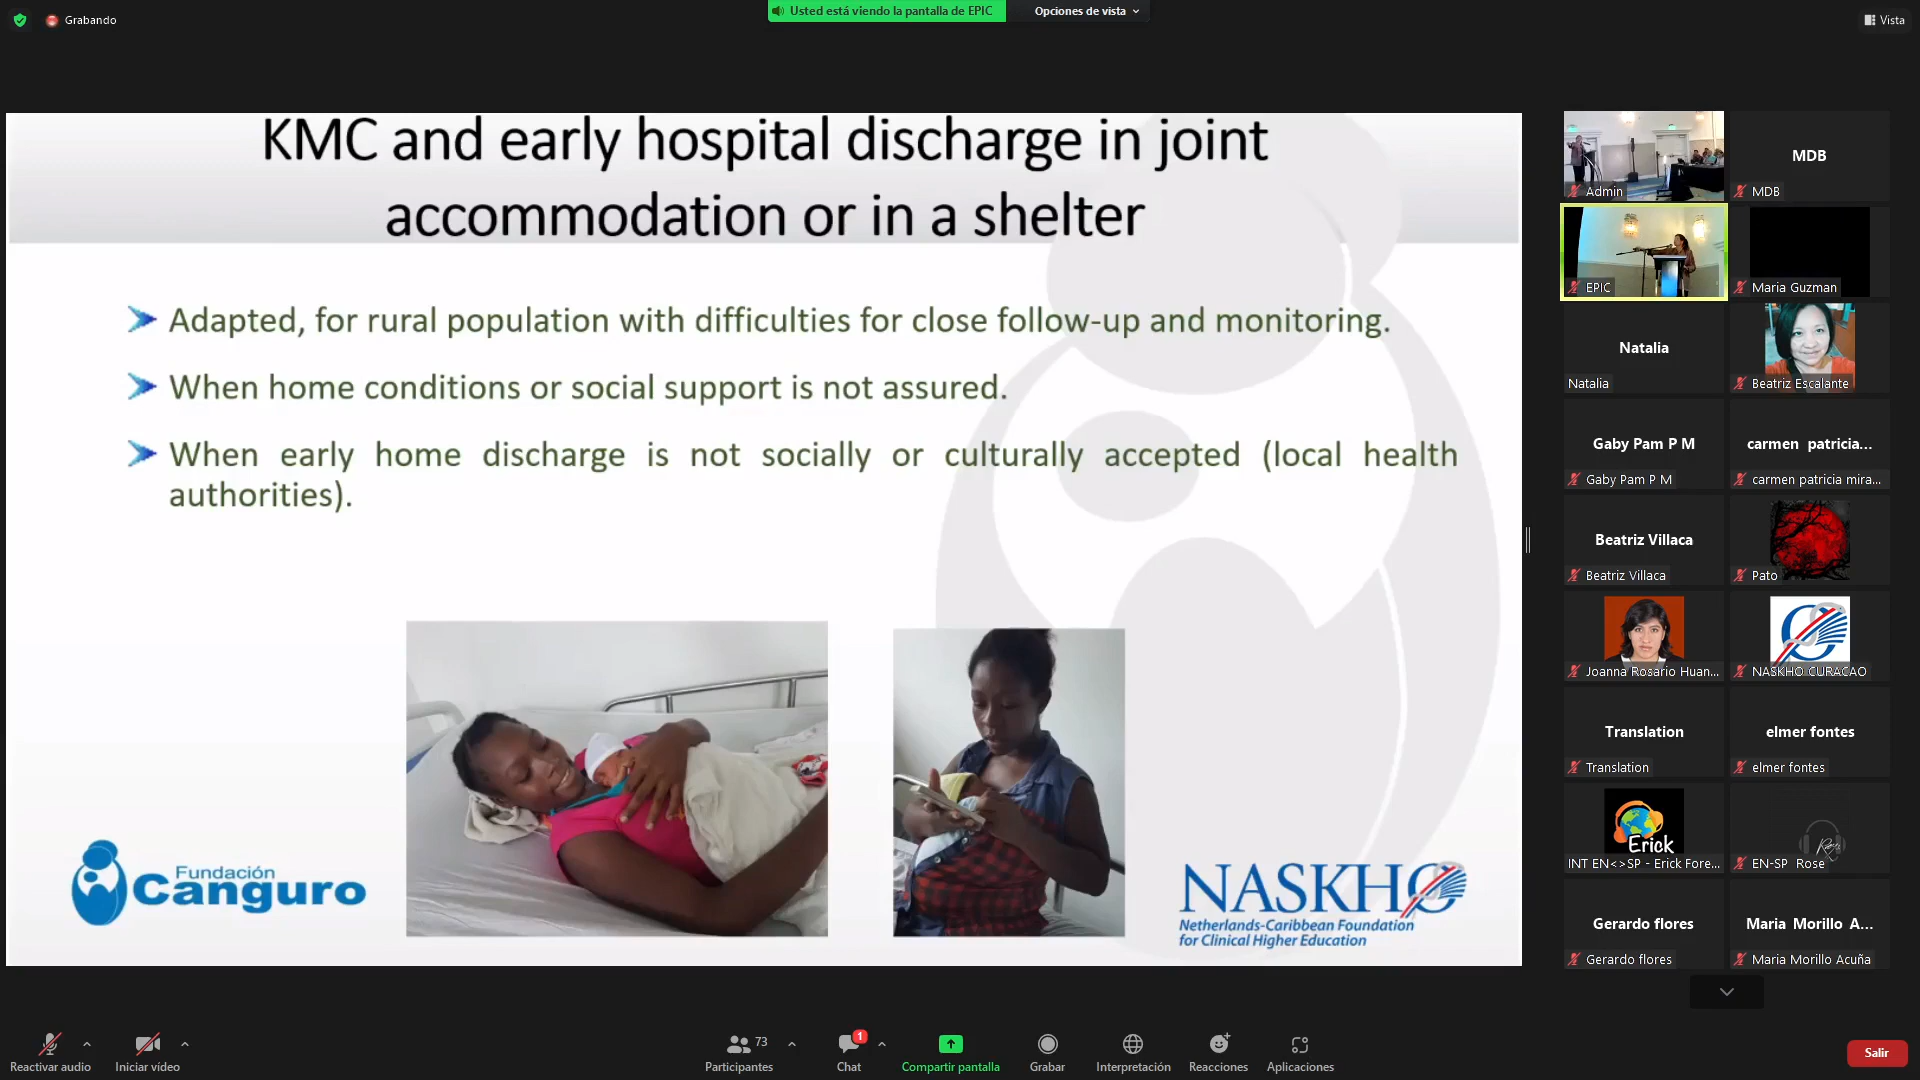 Grabando
Usted está viendo la pantalla de EPIC
Opciones de vista
Vista
KMC and early hospital discharge in joint
accommodation or in a shelter
Adapted, for rural population with difficulties for close follow-up and monitoring.
When home conditions or social support is not assured.
When early home discharge is not socially or culturally accepted (local health
authorities).
Fundación
Canguro
NASKHO
Netherlands-Caribbean Foundation
for Clinical Higher Education
Admin
MDB
MDB
EPIC
Maria Guzman
Natalia
Natalia
Beatriz Escalante
Gaby Pam P M
Gaby Pam P M
carmen patricia...
carmen patricia mira...
Beatriz Villaca
Beatriz Villaca
Pato
Joanna Rosario Huan...
NASKHO CURACAO
Translation
Translation
elmer fontes
elmer fontes
Erick
INT EN<>SP - Erick Fore...
EN-SP Rose
Gerardo flores
Gerardo flores
Maria Morillo A...
Maria Morillo Acuña
Reactivar audio
Iniciar vídeo
73
Participantes
1
Chat
Compartir pantalla
Grabar
Interpretación
Reacciones
Aplicaciones
Salir